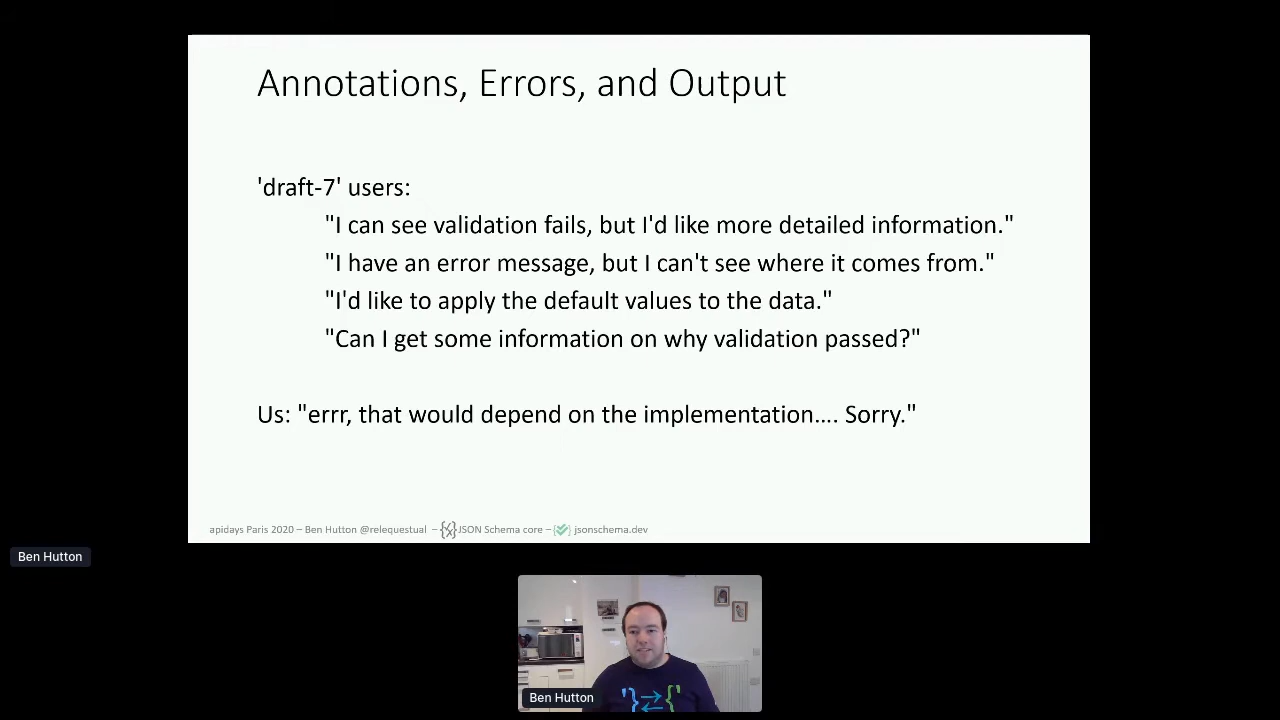 Annotations, Errors, and Output
'draft-7' users:
"I can see validation fails, but I'd like more detailed information."
"I have an error message, but I can't see where it comes from."
"I'd like to apply the default values to the data."
"Can I get some information on why validation passed?"
Us: "errr, that would depend on the implementation.... Sorry."
apidays Paris 2020 – Ben Hutton @relequestual – JSON Schema core – jsonschema.dev
Ben Hutton
Ben Hutton